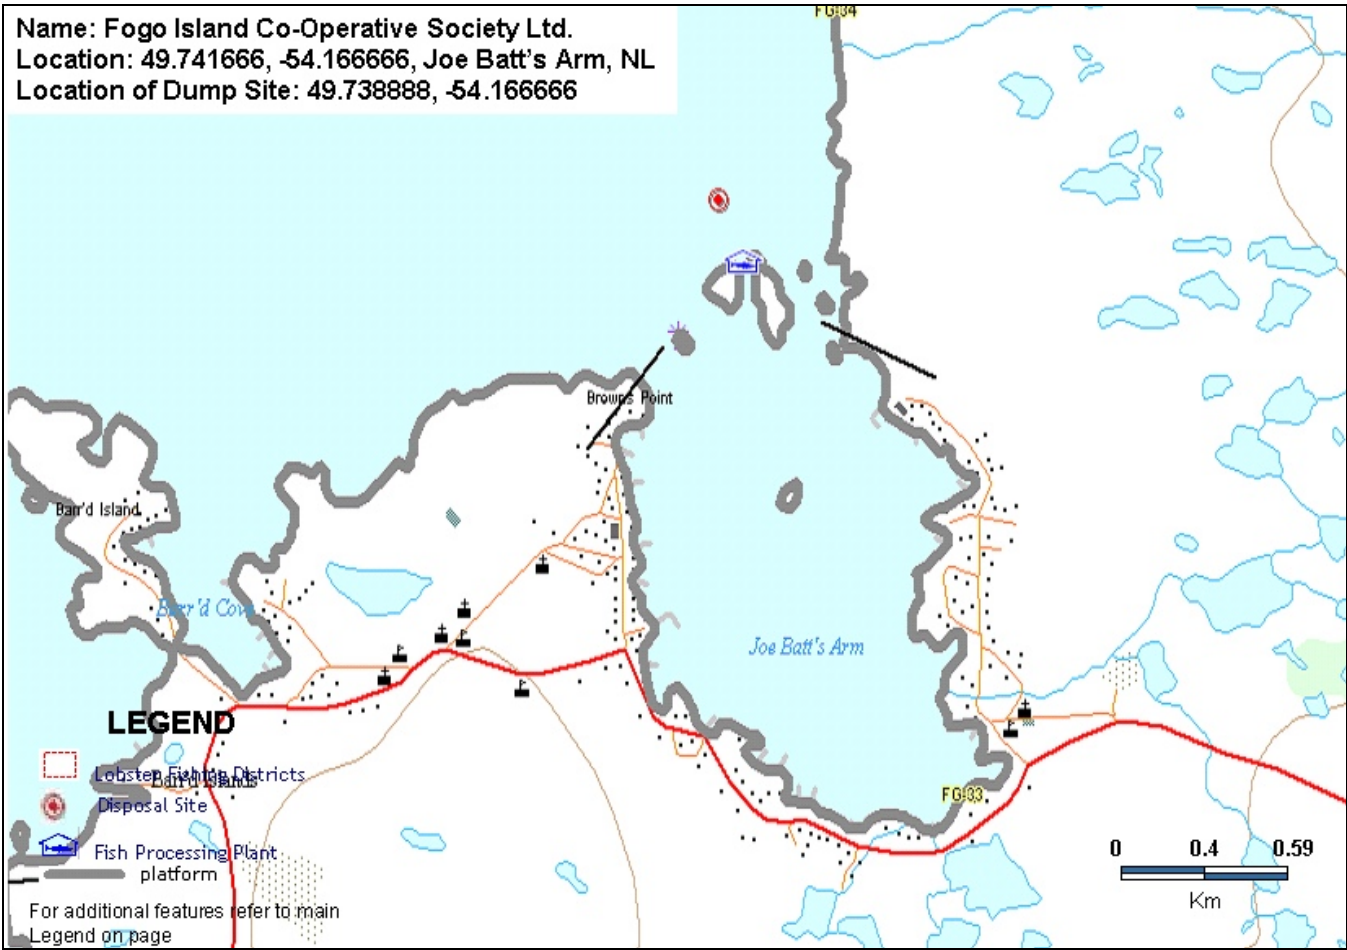 Name: Fogo Island Co-Operative Society Ltd.
Location: 49.741666, -54.166666, Joe Batt's Arm, NL
Location of Dump Site: 49.738888, -54.166666
FG-34
Browns Point
Barr'd Island
Barr'd Cove
Joe Batt's Arm
LEGEND
Lobster Fishing Districts
Barr'd Islands
Disposal Site
FG-33
Fish Processing Plant
platform
0 0.4 0.59
Km
For additional features refer to main
Legend on page